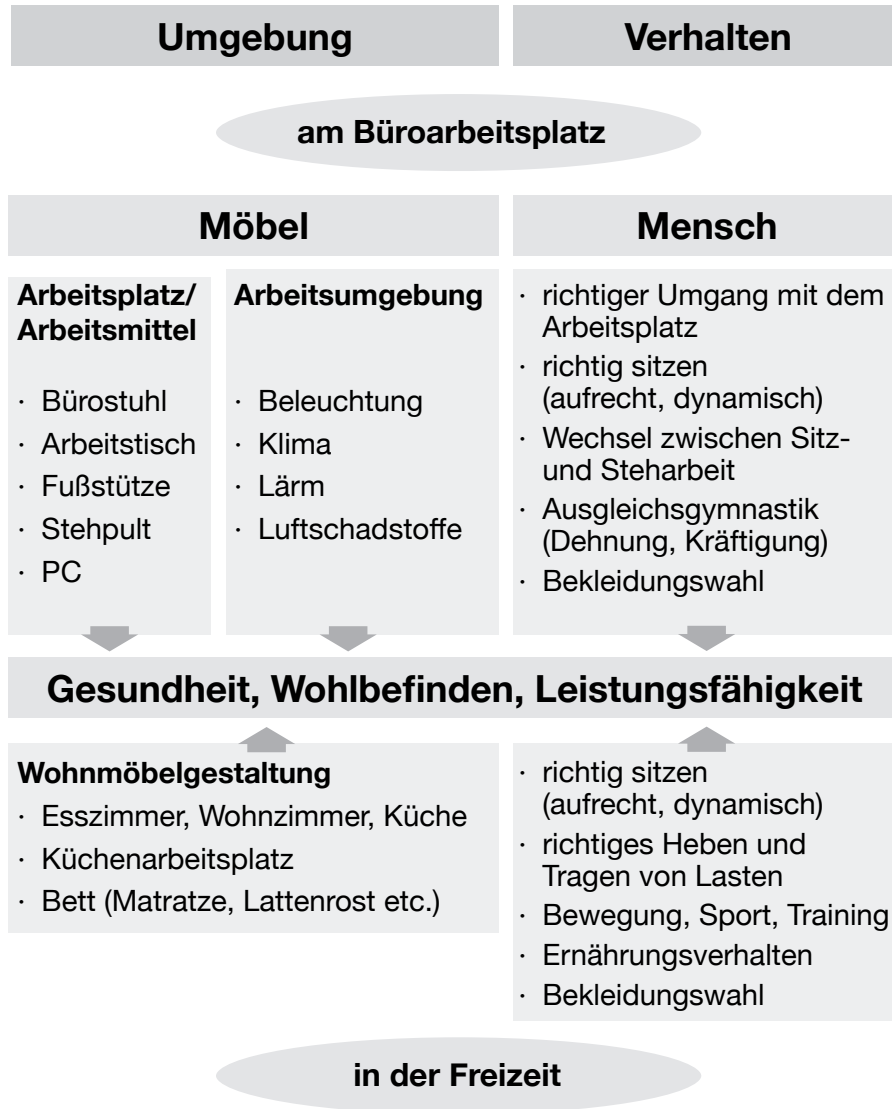 Umgebung
Verhalten
am Büroarbeitsplatz
Möbel
Mensch
Arbeitsplatz/
Arbeitsmittel
· Bürostuhl
· Arbeitstisch
· Fußstütze
· Stehpult
· PC
Arbeitsumgebung
· Beleuchtung
· Klima
· Lärm
· Luftschadstoffe
· richtiger Umgang mit dem
Arbeitsplatz
· richtig sitzen
(aufrecht, dynamisch)
· Wechsel zwischen Sitz-
und Steharbeit
· Ausgleichsgymnastik
(Dehnung, Kräftigung)
· Bekleidungswahl
Gesundheit, Wohlbefinden, Leistungsfähigkeit
Wohnmöbelgestaltung
· Esszimmer, Wohnzimmer, Küche
· Küchenarbeitsplatz
· Bett (Matratze, Lattenrost etc.)
· richtig sitzen
(aufrecht, dynamisch)
· richtiges Heben und
Tragen von Lasten
· Bewegung, Sport, Training
· Ernährungsverhalten
· Bekleidungswahl
in der Freizeit